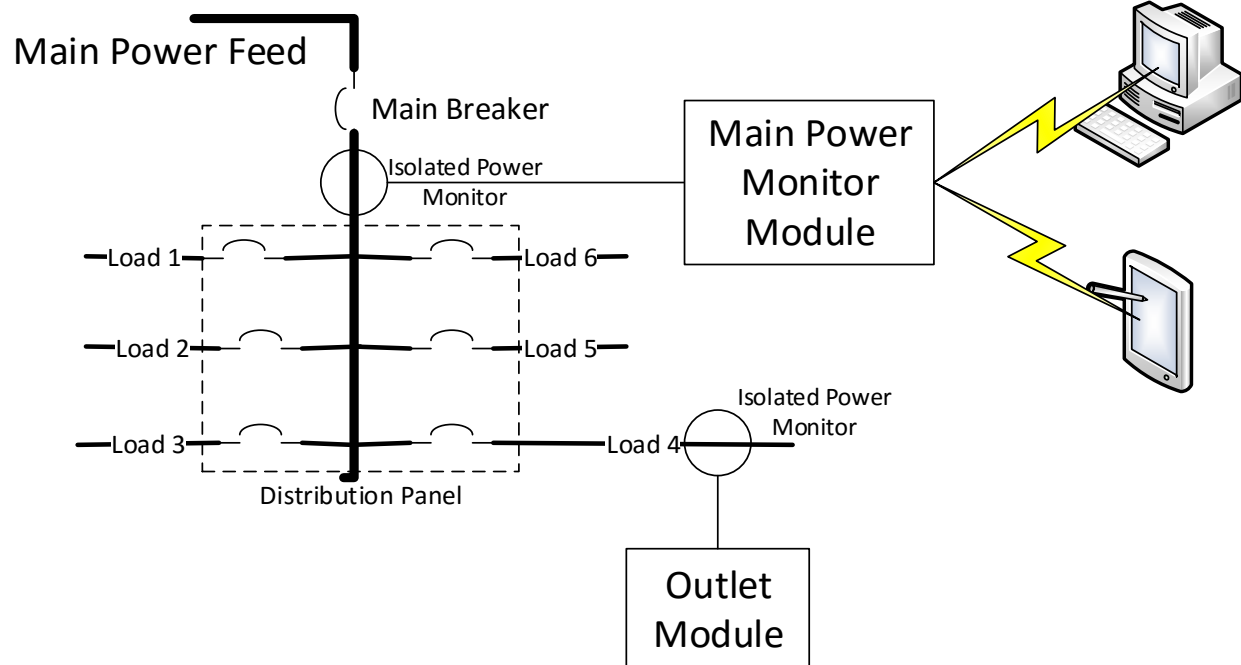 Main Power Feed
Main Breaker
Isolated Power
Monitor
Main Power
Monitor
Module
Load 1
Load 6
Load 2
Load 5
Load 3
Load 4
Isolated Power
Monitor
Distribution Panel
Outlet
Module